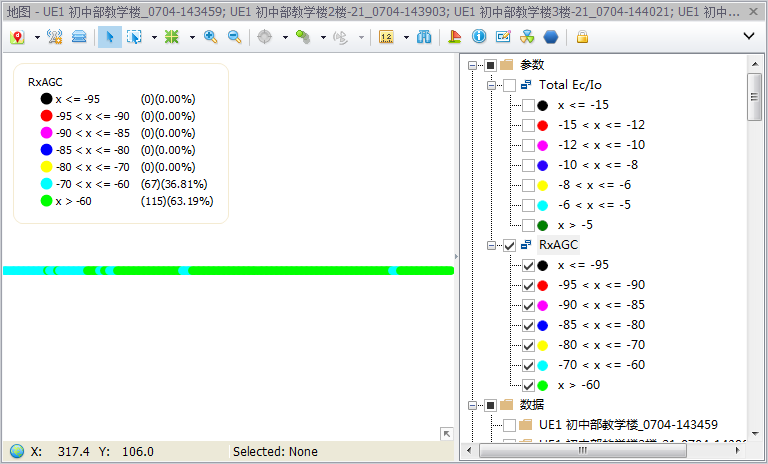 地图 - UE1 初中部教学楼_0704-143459; UE1 初中部教学楼2楼-21_0704-143903; UE1 初中部教学楼3楼-21_0704-144021; UE1 初中...
RxAGC
x <= -95 (0)(0.00%)
-95 < x <= -90 (0)(0.00%)
-90 < x <= -85 (0)(0.00%)
-85 < x <= -80 (0)(0.00%)
-80 < x <= -70 (0)(0.00%)
-70 < x <= -60 (67)(36.81%)
x > -60 (115)(63.19%)
参数
Total Ec/Io
x <= -15
-15 < x <= -12
-12 < x <= -10
-10 < x <= -8
-8 < x <= -6
-6 < x <= -5
x > -5
RxAGC
x <= -95
-95 < x <= -90
-90 < x <= -85
-85 < x <= -80
-80 < x <= -70
-70 < x <= -60
x > -60
数据
UE1 初中部教学楼_0704-143459
X: 317.4 Y: 106.0 Selected: None